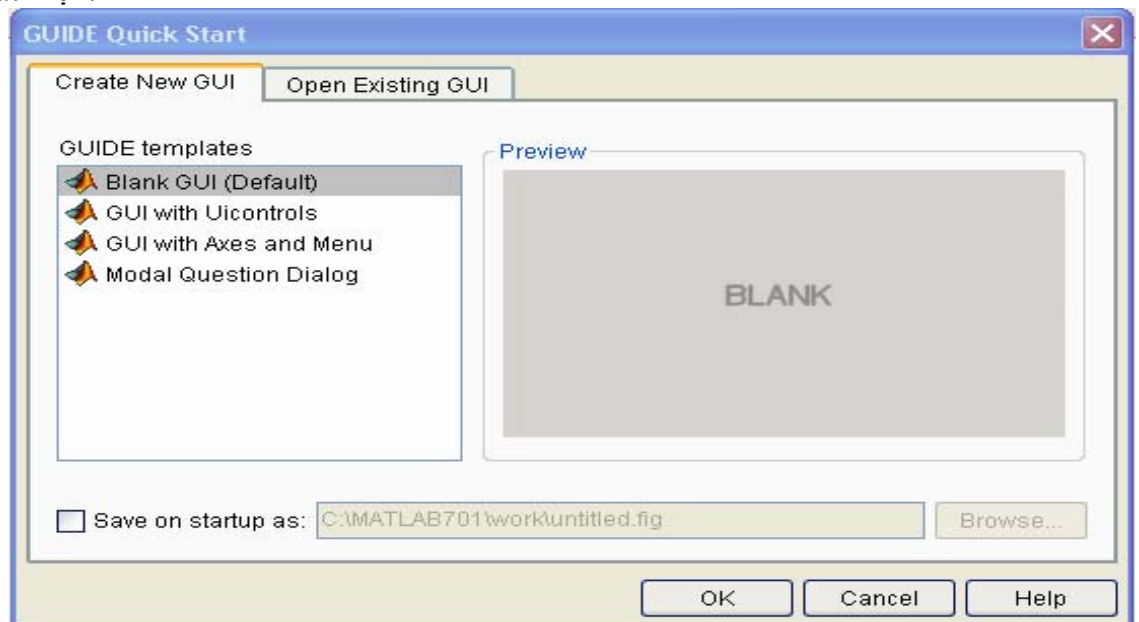 GUIDE Quick Start
Create New GUI
Open Existing GUI
GUIDE templates
Blank GUI (Default)
GUI with Uicontrols
GUI with Axes and Menu
Modal Question Dialog
Preview
BLANK
Save on startup as:
C:\MATLAB701\work\untitled.fig
Browse...
OK
Cancel
Help